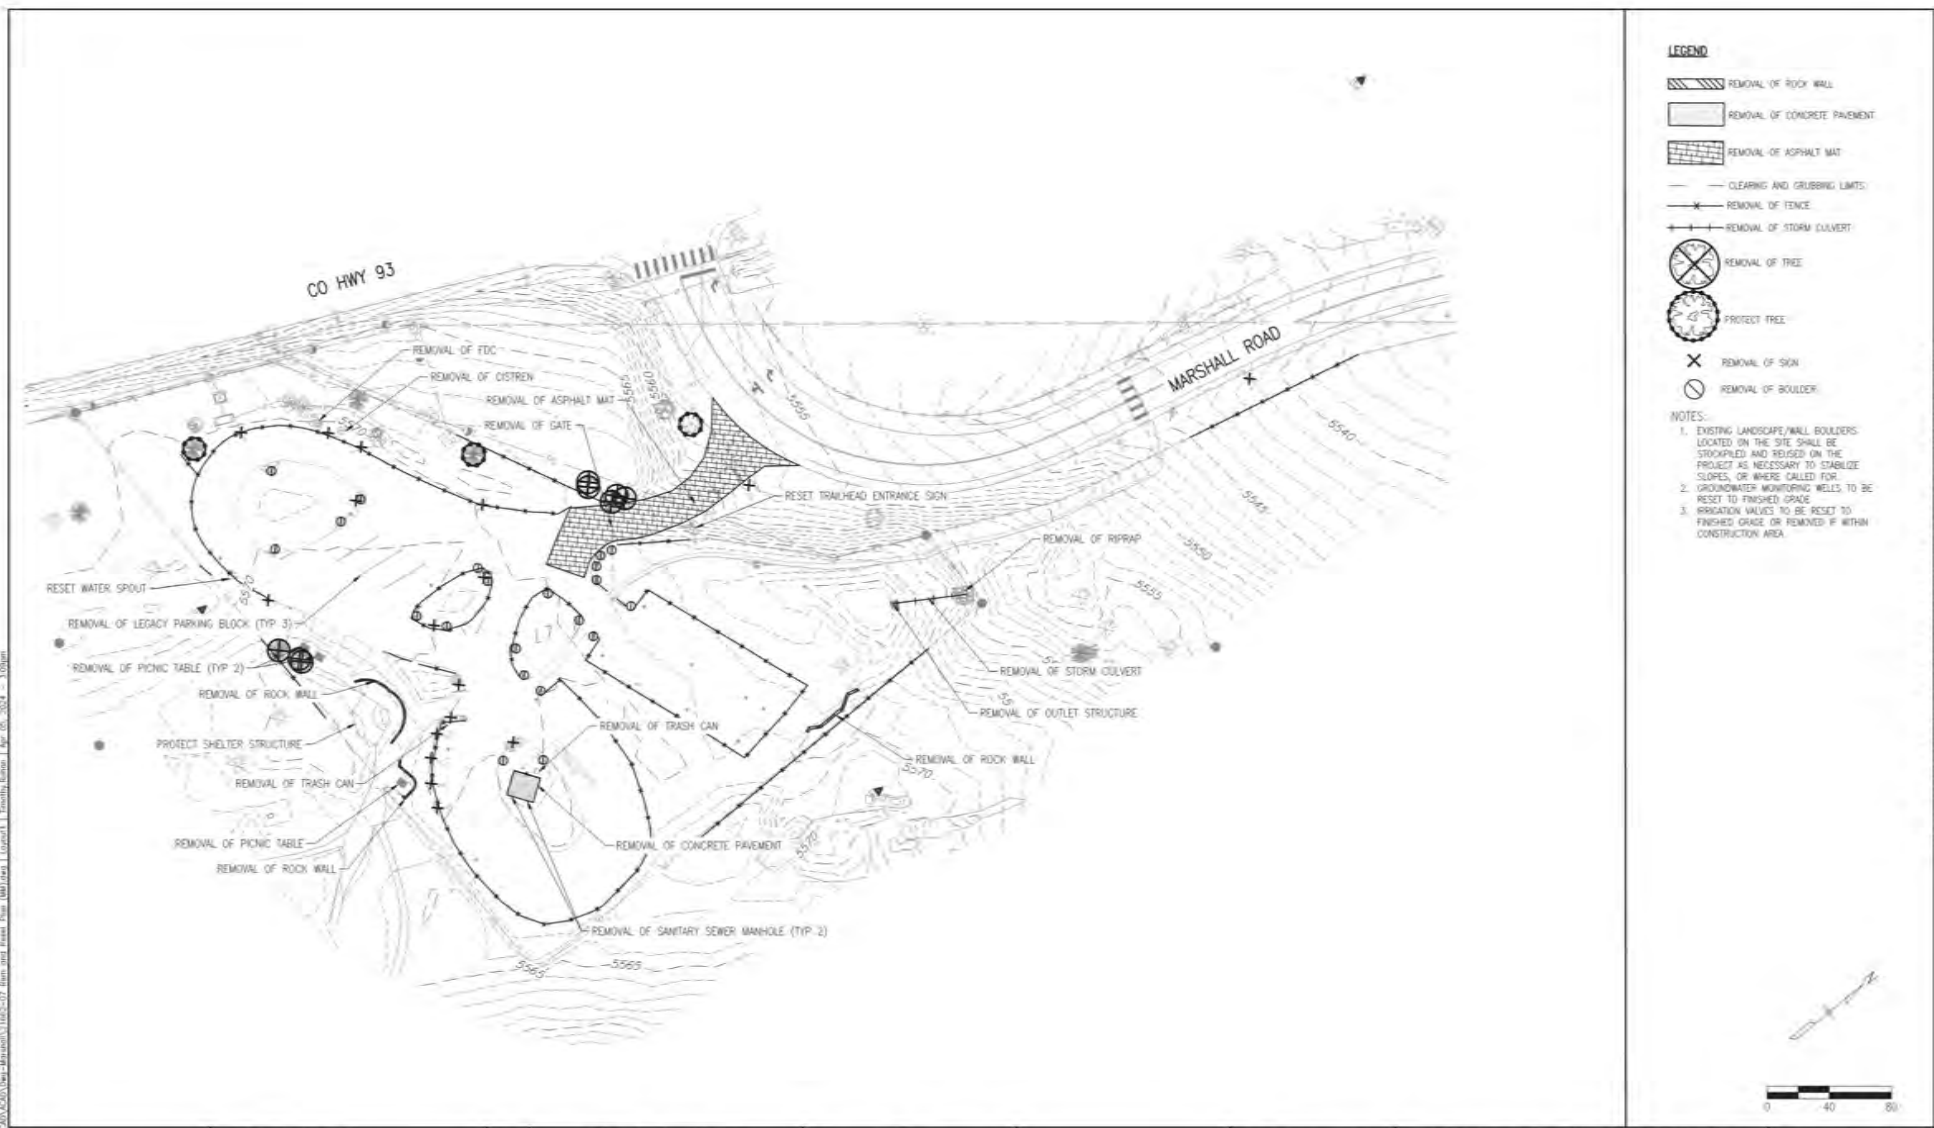 CO HWY 93
MARSHALL ROAD
REMOVAL OF FDC
REMOVAL OF CISTREN
REMOVAL OF ASPHALT MAT
REMOVAL OF GATE
RESET TRAILHEAD ENTRANCE SIGN
REMOVAL OF RIPRAP
RESET WATER SPOUT
REMOVAL OF LEGACY PARKING BLOCK (TYP 3)
REMOVAL OF PICNIC TABLE (TYP 2)
REMOVAL OF ROCK WALL
PROTECT SHELTER STRUCTURE
REMOVAL OF TRASH CAN
REMOVAL OF PICNIC TABLE
REMOVAL OF ROCK WALL
REMOVAL OF STORM CULVERT
REMOVAL OF OUTLET STRUCTURE
REMOVAL OF TRASH CAN
REMOVAL OF ROCK WALL
REMOVAL OF CONCRETE PAVEMENT
REMOVAL OF SANITARY SEWER MANHOLE (TYP 2)
5565
5560
5555
5570
5570
5540
5545
5550
5555
5570
5570
5565
5565
LEGEND
REMOVAL OF ROCK WALL
REMOVAL OF CONCRETE PAVEMENT
REMOVAL OF ASPHALT MAT
CLEARING AND GRUBBING LIMITS
REMOVAL OF FENCE
REMOVAL OF STORM CULVERT
REMOVAL OF TREE
PROTECT TREE
REMOVAL OF SIGN
REMOVAL OF BOULDER
NOTES:
1. EXISTING LANDSCAPE/WALL BOULDERS
LOCATED ON THE SITE SHALL BE
STOCKPILED AND REUSED ON THE
PROJECT AS NECESSARY TO STABILIZE
SLOPES, OR WHERE CALLED FOR.
2. GROUNDWATER MONITORING WELLS TO BE
RESET TO FINISHED GRADE
3. IRRIGATION VALVES TO BE RESET TO
FINISHED GRADE OR REMOVED IF WITHIN
CONSTRUCTION AREA.
N
0 40 80